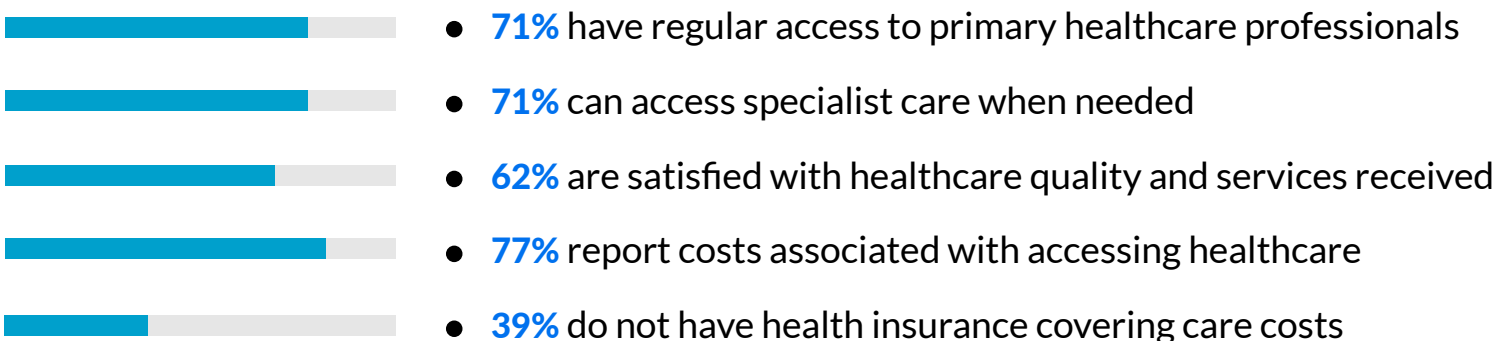 ● 71% have regular access to primary healthcare professionals
● 71% can access specialist care when needed
● 62% are satisfied with healthcare quality and services received
● 77% report costs associated with accessing healthcare
● 39% do not have health insurance covering care costs